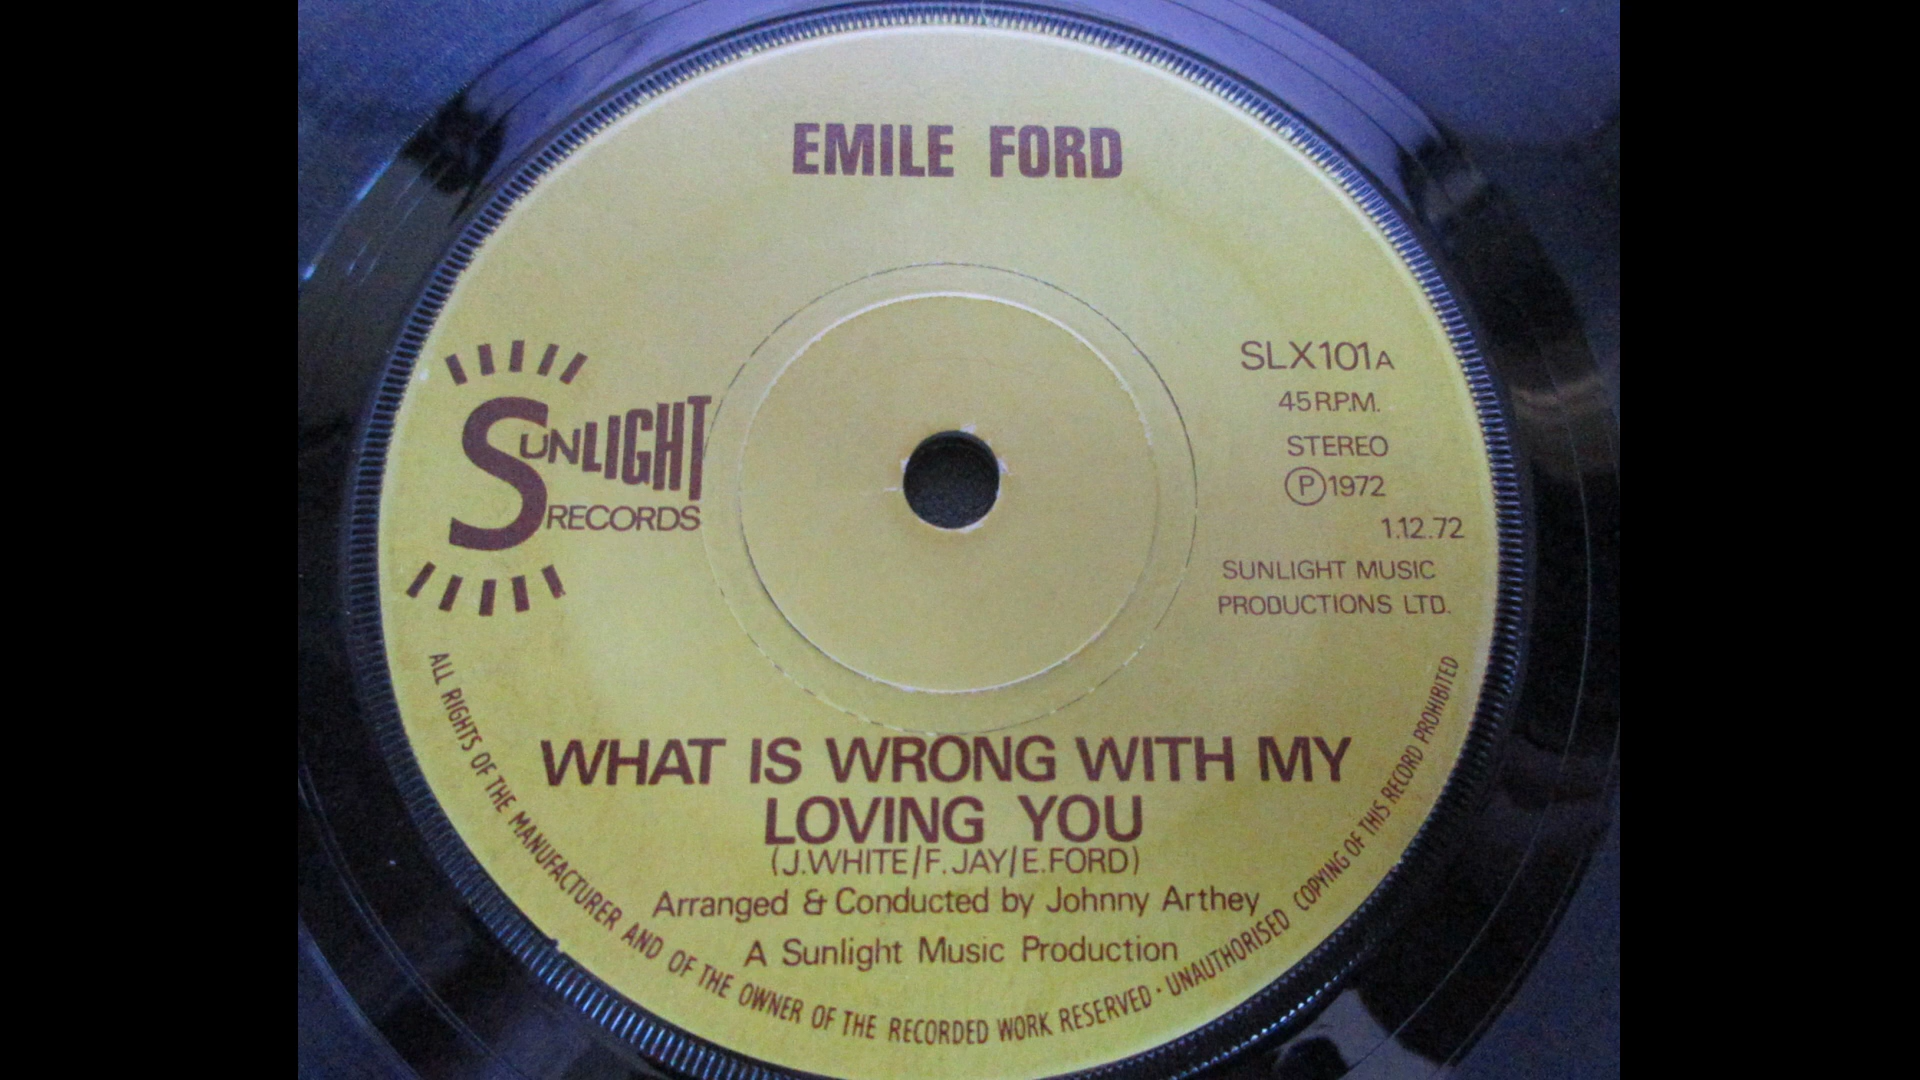 EMILE FORD
SUNLIGHT
RECORDS
SLX101A
45 R.P.M.
STEREO
Ⓟ1972
1.12.72
SUNLIGHT MUSIC
PRODUCTIONS LTD.
WHAT IS WRONG WITH MY
LOVING YOU
(J.WHITE/F.JAY/E.FORD)
Arranged & Conducted by Johnny Arthey
A Sunlight Music Production
ALL RIGHTS OF THE MANUFACTURER AND OF THE OWNER OF THE RECORDED WORK RESERVED · UNAUTHORISED COPYING OF THIS RECORD PROHIBITED